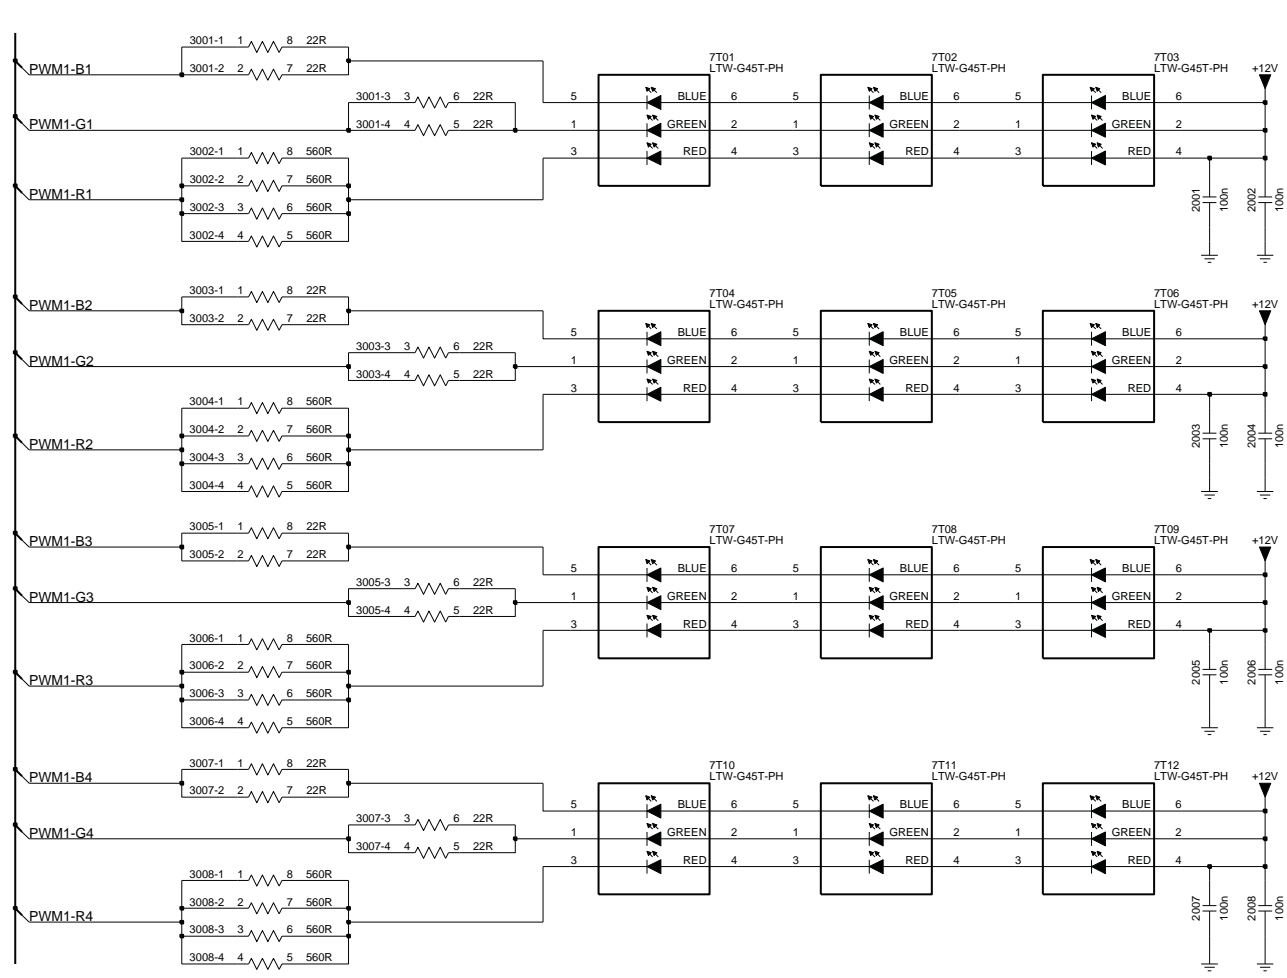 3001-1 1 8 22R
PWM1-B1
3001-2 2 7 22R
3001-3 3 6 22R
PWM1-G1
3001-4 4 5 22R
3002-1 1 8 560R
3002-2 2 7 560R
PWM1-R1
3002-3 3 6 560R
3002-4 4 5 560R
7T01 7T02 7T03
LTW-G45T-PH LTW-G45T-PH LTW-G45T-PH +12V
5 BLUE 6 5 BLUE 6 5 BLUE 6
1 GREEN 2 1 GREEN 2 1 GREEN 2
3 RED 4 3 RED 4 3 RED 4
2001 100n 2002 100n
3003-1 1 8 22R
PWM1-B2
3003-2 2 7 22R
3003-3 3 6 22R
PWM1-G2
3003-4 4 5 22R
3004-1 1 8 560R
3004-2 2 7 560R
PWM1-R2
3004-3 3 6 560R
3004-4 4 5 560R
7T04 7T05 7T06
LTW-G45T-PH LTW-G45T-PH LTW-G45T-PH +12V
5 BLUE 6 5 BLUE 6 5 BLUE 6
1 GREEN 2 1 GREEN 2 1 GREEN 2
3 RED 4 3 RED 4 3 RED 4
2003 100n 2004 100n
3005-1 1 8 22R
PWM1-B3
3005-2 2 7 22R
3005-3 3 6 22R
PWM1-G3
3005-4 4 5 22R
3006-1 1 8 560R
3006-2 2 7 560R
PWM1-R3
3006-3 3 6 560R
3006-4 4 5 560R
7T07 7T08 7T09
LTW-G45T-PH LTW-G45T-PH LTW-G45T-PH +12V
5 BLUE 6 5 BLUE 6 5 BLUE 6
1 GREEN 2 1 GREEN 2 1 GREEN 2
3 RED 4 3 RED 4 3 RED 4
2005 100n 2006 100n
3007-1 1 8 22R
PWM1-B4
3007-2 2 7 22R
3007-3 3 6 22R
PWM1-G4
3007-4 4 5 22R
3008-1 1 8 560R
3008-2 2 7 560R
PWM1-R4
3008-3 3 6 560R
3008-4 4 5 560R
7T10 7T11 7T12
LTW-G45T-PH LTW-G45T-PH LTW-G45T-PH +12V
5 BLUE 6 5 BLUE 6 5 BLUE 6
1 GREEN 2 1 GREEN 2 1 GREEN 2
3 RED 4 3 RED 4 3 RED 4
2007 100n 2008 100n